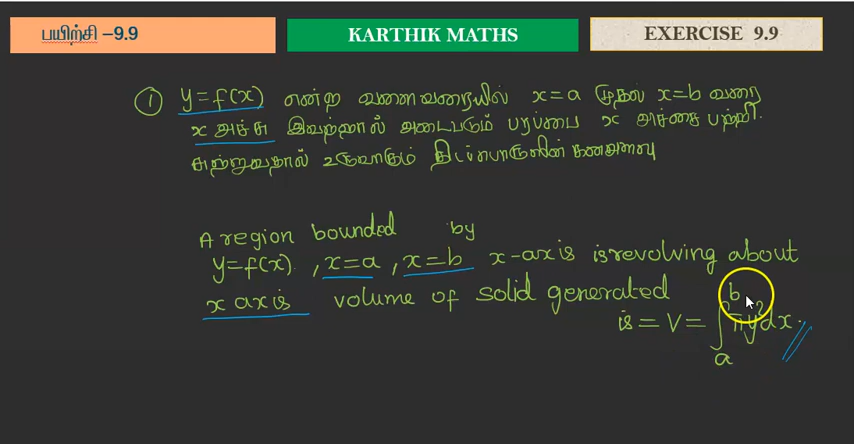 பயிற்சி –9.9
KARTHIK MATHS
EXERCISE 9.9
① y=f(x) என்ற வளைவரையில் x=a முதல் x=b வரை
x அச்சு இவற்றால் அடைபடும் பரப்பை x அச்சை பற்றி
சுற்றுவதால் உருவாகும் திடப்பொருளின் கனஅளவு
A region bounded by
y=f(x), x=a, x=b x-axis is revolving about
x axis volume of solid generated
is = V = ∫ₐᵇ πy²dx.